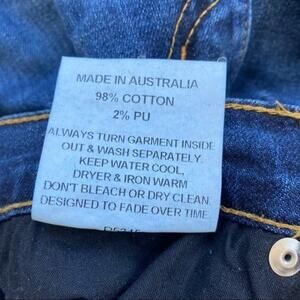 MADE IN AUSTRALIA
98% COTTON
2% PU
ALWAYS TURN GARMENT INSIDE
OUT & WASH SEPARATELY.
KEEP WATER COOL,
DRYER & IRON WARM
DON'T BLEACH OR DRY CLEAN.
DESIGNED TO FADE OVER TIME